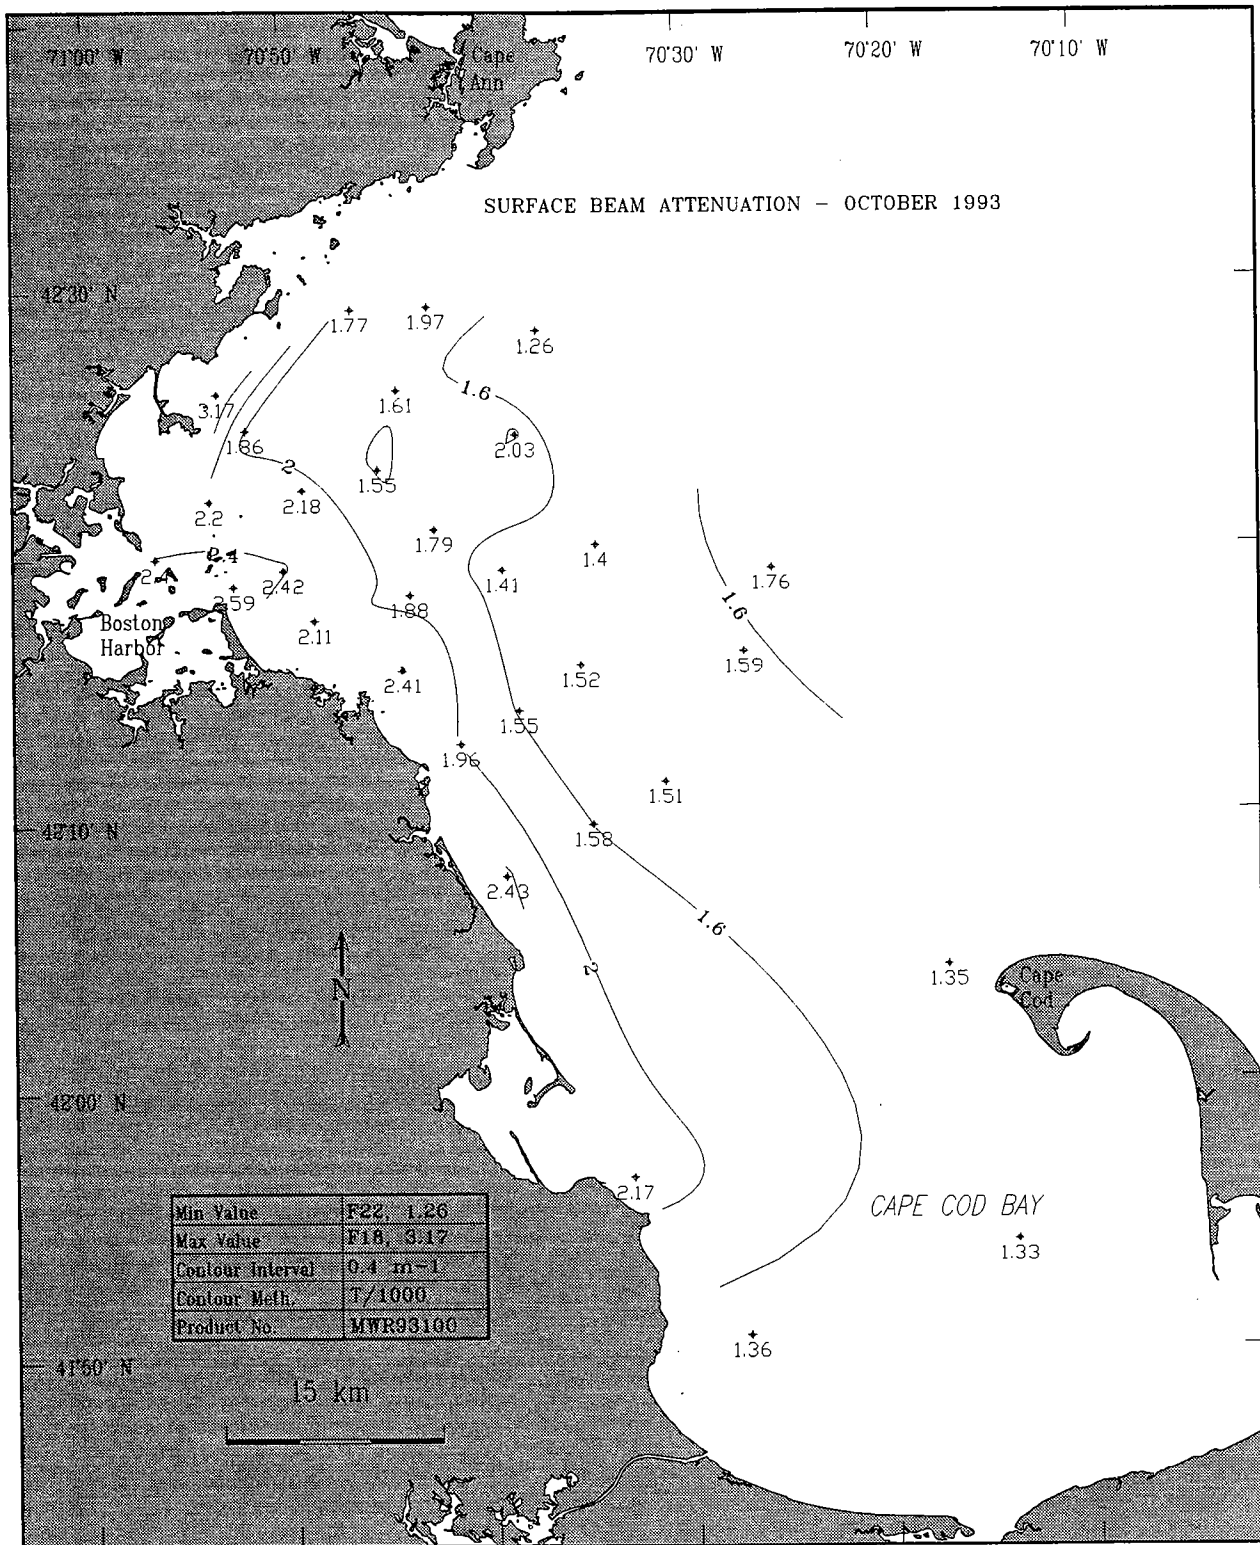 71°00' W 70°50' W 70°30' W 70°20' W 70°10' W
Cape
Ann
SURFACE BEAM ATTENUATION - OCTOBER 1993
42°30' N
1.77 1.97
1.26
1.6
3.17 1.61
1.86 2.03
2
1.55
2.18
2.2
1.79
2.4 1.4
2.4 2.42 1.41 1.76
2.59 1.88 1.6
Boston
Harbor
2.11
1.59
2.41 1.52
1.55
1.96
1.51
42°10' N
1.58
2.43
1.6
2
1.35
Cape
Cod
N
42°00' N
2.17
CAPE COD BAY
1.33
Min Value F22, 1.26
Max Value F18, 3.17
Contour Interval 0.4 m-1
Contour Meth. T/1000
Product No. MWR93100
1.36
41°50' N
15 km